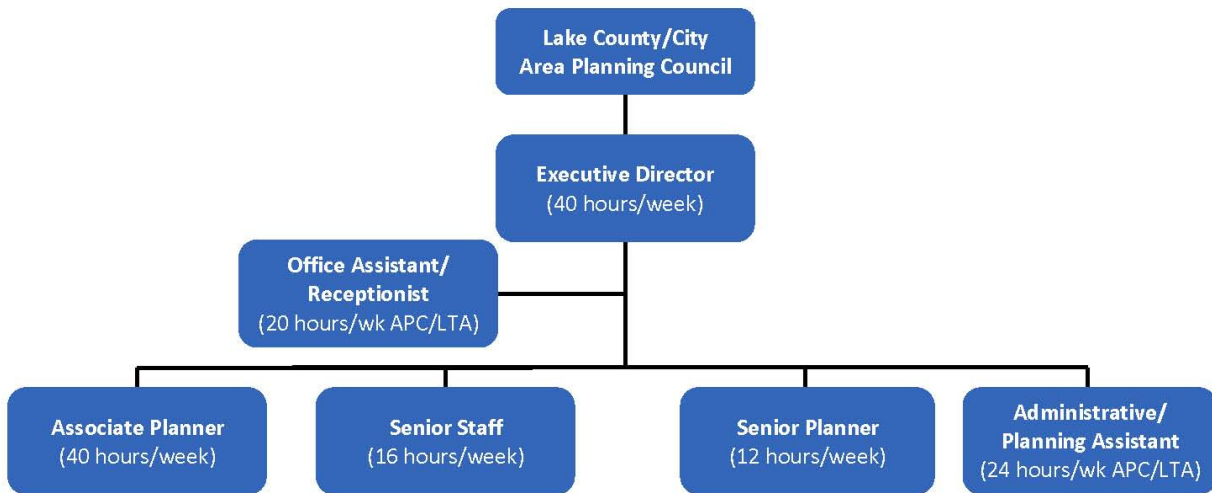 Lake County/City
Area Planning Council
Executive Director
(40 hours/week)
Office Assistant/
Receptionist
(20 hours/wk APC/LTA)
Associate Planner
(40 hours/week)
Senior Staff
(16 hours/week)
Senior Planner
(12 hours/week)
Administrative/
Planning Assistant
(24 hours/wk APC/LTA)